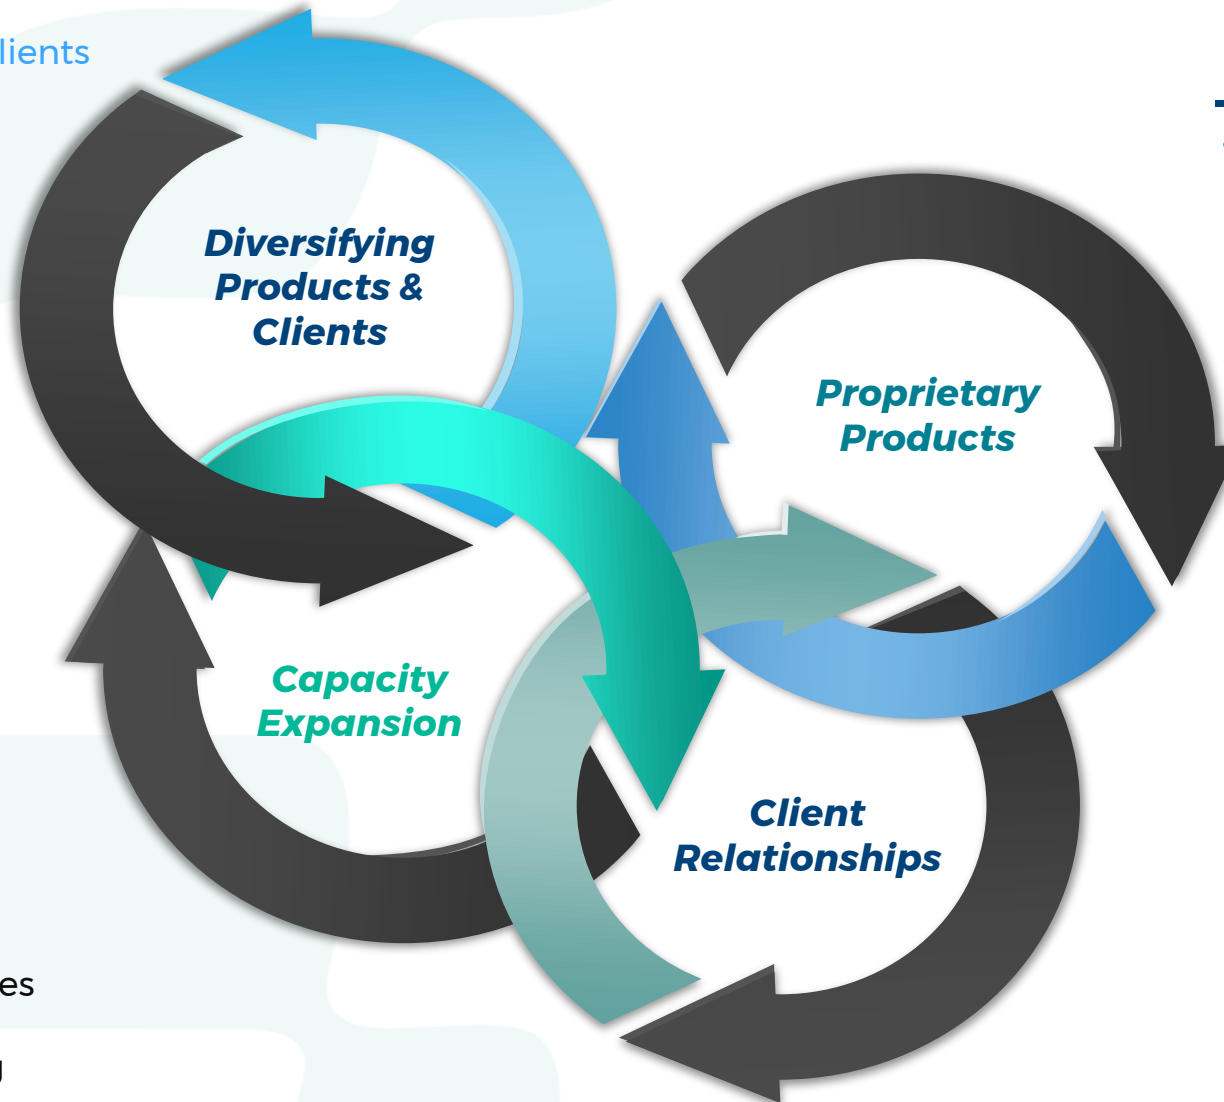 lients
Diversifying
Products &
Clients
Proprietary
Products
Capacity
Expansion
Client
Relationships
es
g